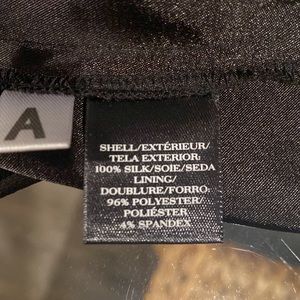 A
SHELL/EXTÉRIEUR/
TELA EXTERIOR:
100% SILK/SOIE/SEDA
LINING/
DOUBLURE/FORRO:
96% POLYESTER/
POLIÉSTER
4% SPANDEX